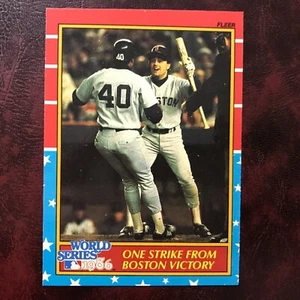 FLEER
40
BOSTON
WORLD
SERIES
1986
ONE STRIKE FROM
BOSTON VICTORY